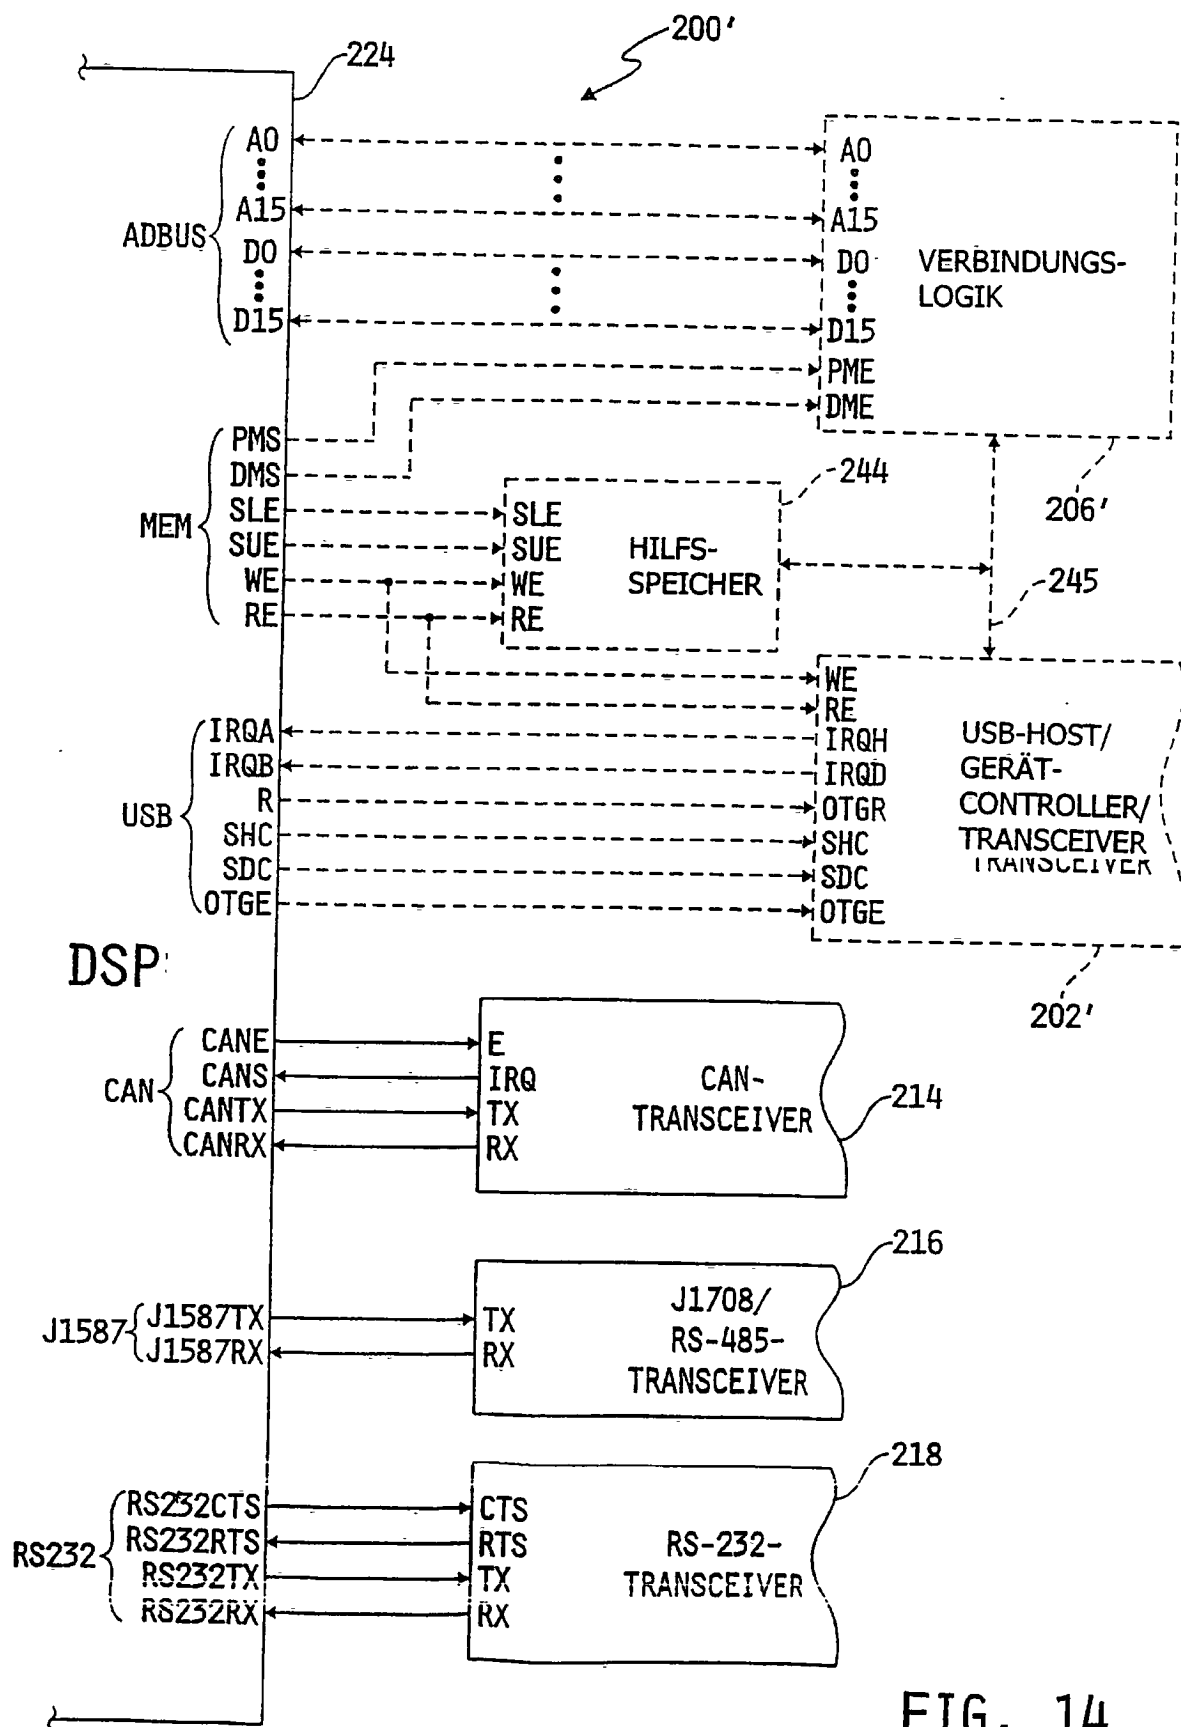 200'
224
ADBUS
A0
A15
D0
D15
A0
A15
D0
D15
PME
DME
VERBINDUNGS-
LOGIK
206'
MEM
PMS
DMS
SLE
SUE
WE
RE
SLE
SUE
WE
RE
HILFS-
SPEICHER
244
245
USB
IRQA
IRQB
R
SHC
SDC
OTGE
WE
RE
IRQH
IRQD
OTGR
SHC
SDC
OTGE
USB-HOST/
GERÄT-
CONTROLLER/
TRANSCEIVER
TRANSCEIVER
202'
DSP
CAN
CANE
CANS
CANTX
CANRX
E
IRQ
TX
RX
CAN-
TRANSCEIVER
214
J1587
J1587TX
J1587RX
TX
RX
J1708/
RS-485-
TRANSCEIVER
216
RS232
RS232CTS
RS232RTS
RS232TX
RS232RX
CTS
RTS
TX
RX
RS-232-
TRANSCEIVER
218
FIG. 14